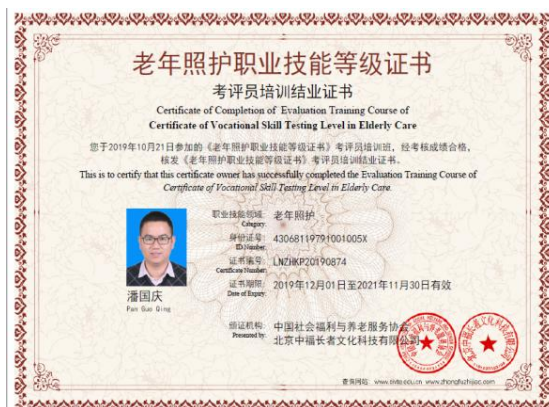 老年照护职业技能等级证书
考评员培训结业证书
Certificate of Completion of Evaluation Training Course of
Certificate of Vocational Skill Testing Level in Elderly Care
您于2019年10月21日参加的《老年照护职业技能等级证书》考评员培训班，经考核成绩合格，
核发《老年照护职业技能等级证书》考评员培训结业证书。
This is to certify that this certificate owner has successfully completed the Evaluation Training Course of
Certificate of Vocational Skill Testing Level in Elderly Care.
职业技能领域: 老年照护
Category:
身份证号: 43068119791001005X
ID Number:
证书编号: LNZHKP20190874
Certificate Number:
证书期限: 2019年12月01日至2021年11月30日有效
Date of Expiry:
潘国庆
Pan Guo Qing
颁证机构: 中国社会福利与养老服务协会
Presented by: 北京中福长者文化科技有限公司
查询网站: